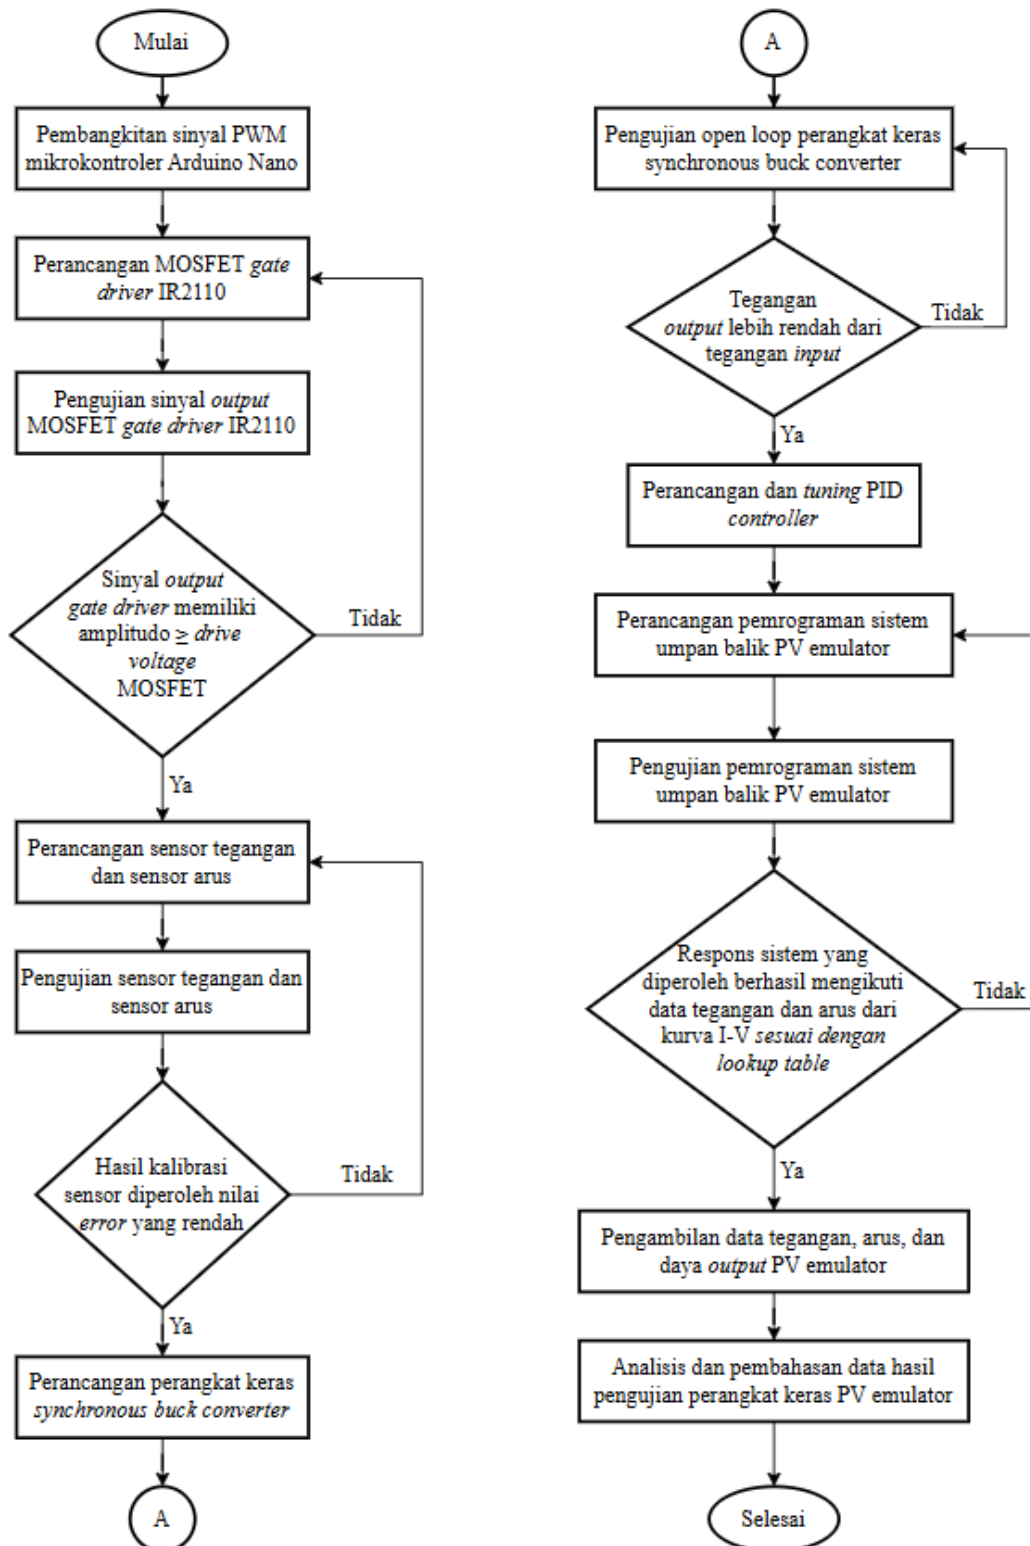 Mulai
Pembangkitan sinyal PWM
mikrokontroler Arduino Nano
Perancangan MOSFET gate
driver IR2110
Pengujian sinyal output
MOSFET gate driver IR2110
Sinyal output
gate driver memiliki
amplitudo ≥ drive
voltage
MOSFET
Tidak
Ya
Perancangan sensor tegangan
dan sensor arus
Pengujian sensor tegangan dan
sensor arus
Hasil kalibrasi
sensor diperoleh nilai
error yang rendah
Tidak
Ya
Perancangan perangkat keras
synchronous buck converter
A
A
Pengujian open loop perangkat keras
synchronous buck converter
Tegangan
output lebih rendah dari
tegangan input
Tidak
Ya
Perancangan dan tuning PID
controller
Perancangan pemrograman sistem
umpan balik PV emulator
Pengujian pemrograman sistem
umpan balik PV emulator
Respons sistem yang
diperoleh berhasil mengikuti
data tegangan dan arus dari
kurva I-V sesuai dengan
lookup table
Tidak
Ya
Pengambilan data tegangan, arus, dan
daya output PV emulator
Analisis dan pembahasan data hasil
pengujian perangkat keras PV emulator
Selesai